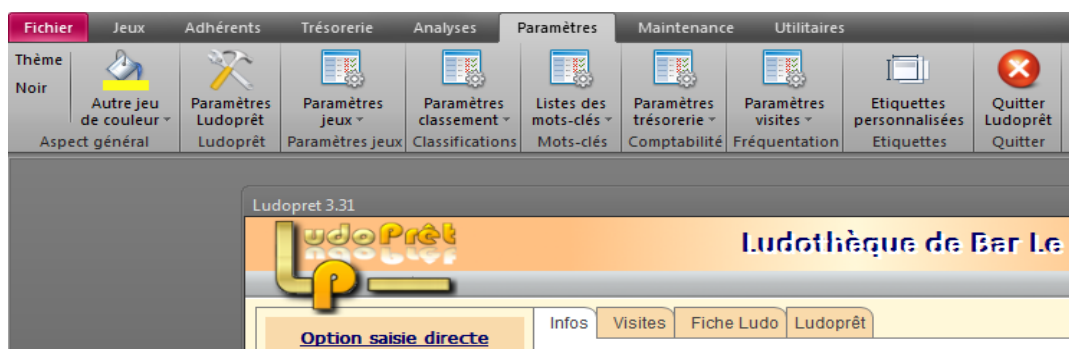 Fichier Jeux Adhérents Trésorerie Analyses Paramètres Maintenance Utilitaires
Thème
Noir
Autre jeu de couleur
Paramètres Ludoprêt
Paramètres jeux
Paramètres classement
Listes des mots-clés
Paramètres trésorerie
Paramètres visites
Etiquettes personnalisées
Quitter Ludoprêt
Aspect général Ludoprêt Paramètres jeux Classifications Mots-clés Comptabilité Fréquentation Etiquettes Quitter
Ludopret 3.31
LudoPrêt
LP
Ludothèque de Bar Le
Infos Visites Fiche Ludo Ludoprêt
Option saisie directe